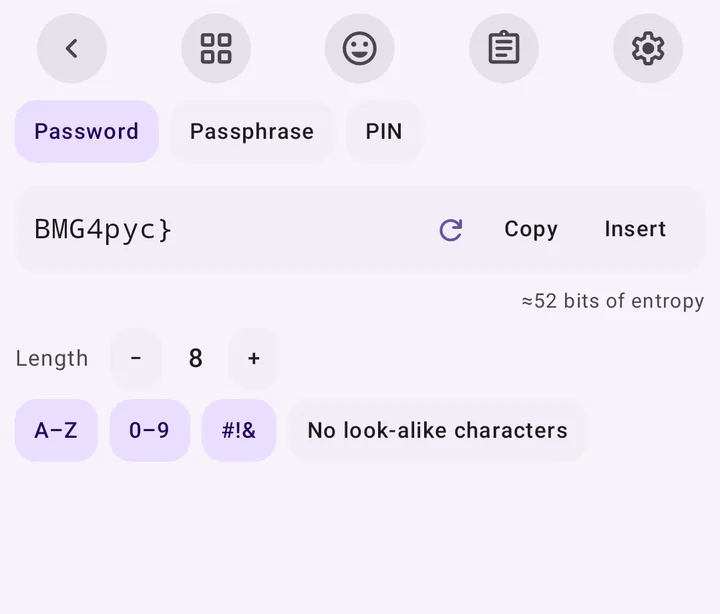 Password Passphrase PIN
BMG4pyc} Copy Insert
≈52 bits of entropy
Length − 8 +
A–Z 0–9 #!& No look-alike characters